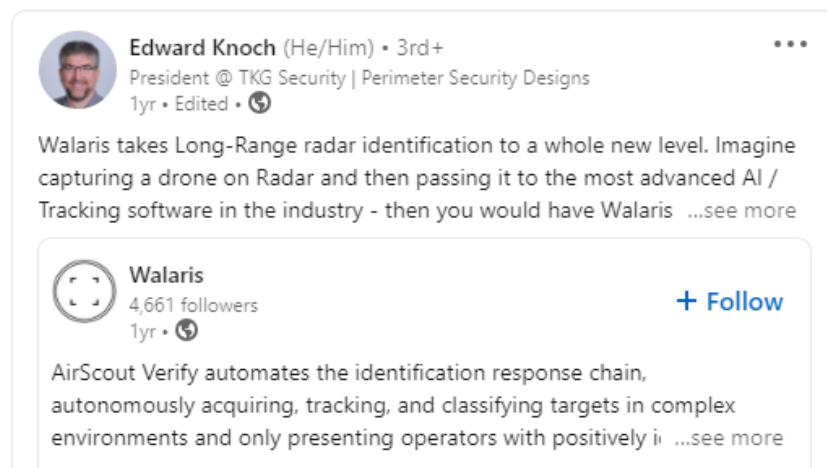 Edward Knoch (He/Him) • 3rd+
President @ TKG Security | Perimeter Security Designs
1yr • Edited •
Walaris takes Long-Range radar identification to a whole new level. Imagine
capturing a drone on Radar and then passing it to the most advanced AI /
Tracking software in the industry - then you would have Walaris ...see more
Walaris
4,661 followers
+ Follow
1yr •
AirScout Verify automates the identification response chain,
autonomously acquiring, tracking, and classifying targets in complex
environments and only presenting operators with positively ...see more